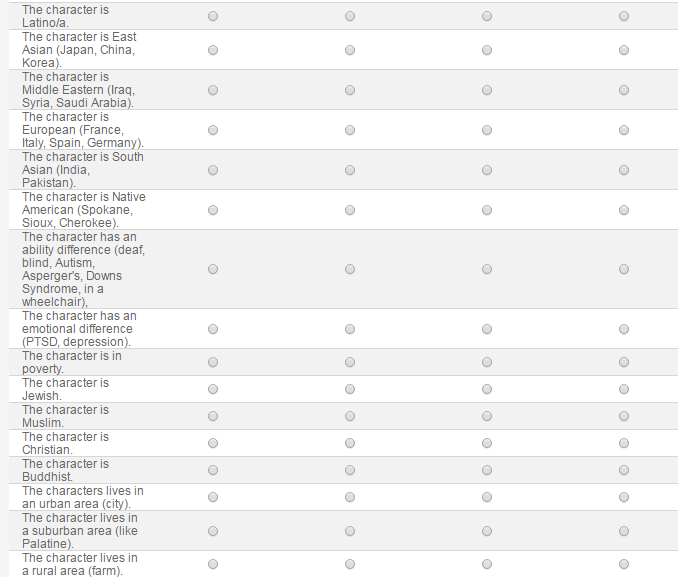 The character is
Latino/a.
The character is East
Asian (Japan, China,
Korea).
The character is
Middle Eastern (Iraq,
Syria, Saudi Arabia).
The character is
European (France,
Italy, Spain, Germany).
The character is South
Asian (India,
Pakistan).
The character is Native
American (Spokane,
Sioux, Cherokee).
The character has an
ability difference (deaf,
blind, Autism,
Asperger's, Downs
Syndrome, in a
wheelchair),
The character has an
emotional difference
(PTSD, depression).
The character is in
poverty.
The character is
Jewish.
The character is
Muslim.
The character is
Christian.
The character is
Buddhist.
The characters lives in
an urban area (city).
The character lives in
a suburban area (like
Palatine).
The character lives in
a rural area (farm).